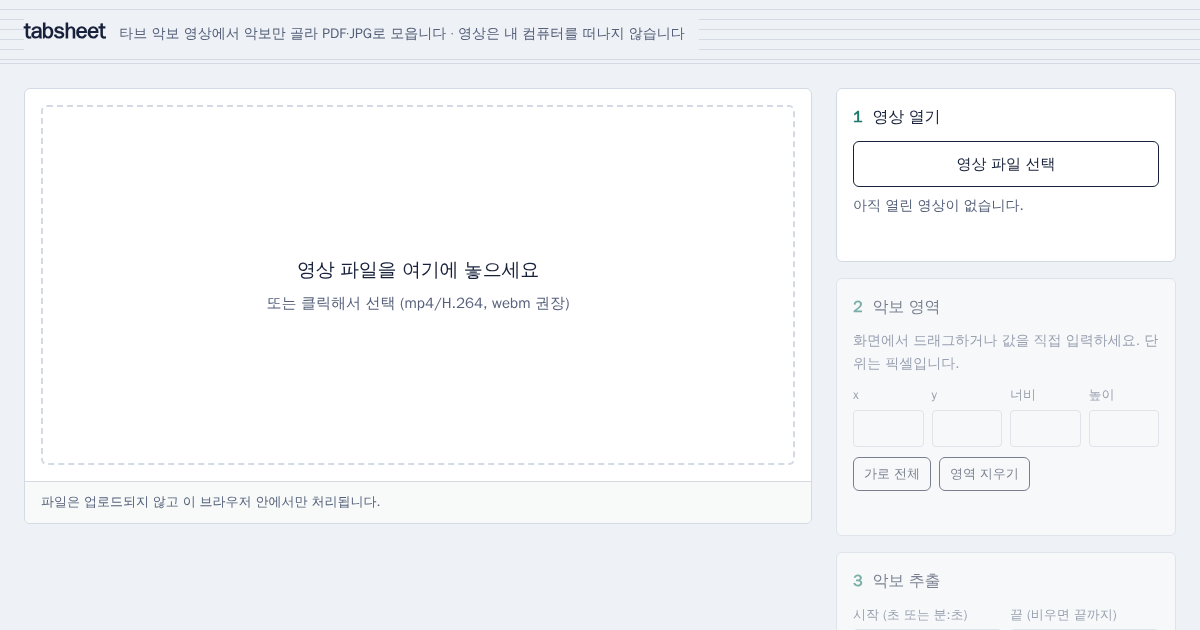 tabsheet 타브 악보 영상에서 악보만 골라 PDF·JPG로 모읍니다 · 영상은 내 컴퓨터를 떠나지 않습니다
영상 파일을 여기에 놓으세요
또는 클릭해서 선택 (mp4/H.264, webm 권장)
파일은 업로드되지 않고 이 브라우저 안에서만 처리됩니다.
1 영상 열기
영상 파일 선택
아직 열린 영상이 없습니다.
2 악보 영역
화면에서 드래그하거나 값을 직접 입력하세요. 단
위는 픽셀입니다.
x y 너비 높이
가로 전체 영역 지우기
3 악보 추출
시작 (초 또는 분:초) 끝 (비우면 끝까지)